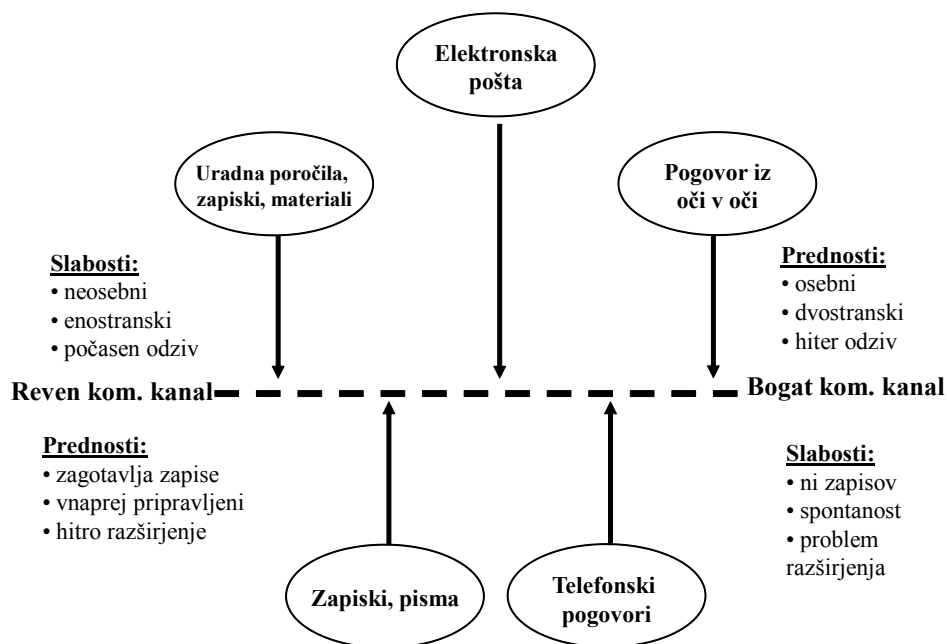 Elektronska
pošta
Uradna poročila,
zapiski, materiali
Pogovor iz
oči v oči
Slabosti:
• neosebni
• enostranski
• počasen odziv
Prednosti:
• osebni
• dvostranski
• hiter odziv
Reven kom. kanal
Bogat kom. kanal
Prednosti:
• zagotavlja zapise
• vnaprej pripravljeni
• hitro razširjenje
Slabosti:
• ni zapisov
• spontanost
• problem
razširjenja
Zapiski, pisma
Telefonski
pogovori